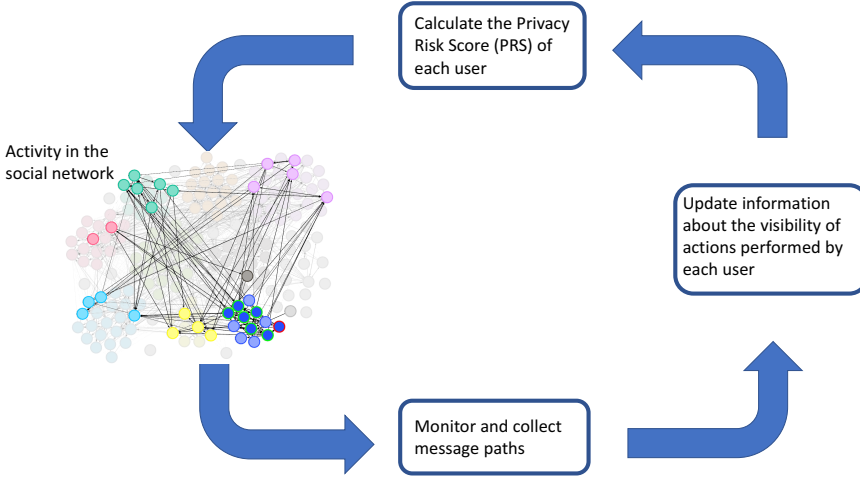 Calculate the Privacy
Risk Score (PRS) of
each user
Activity in the
social network
Update information
about the visibility of
actions performed by
each user
Monitor and collect
message paths